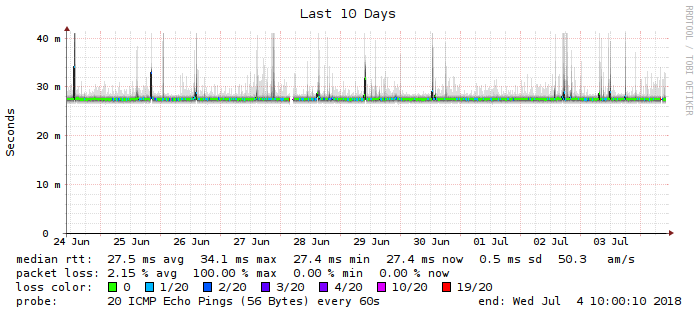 Last 10 Days
RRDTOOL / TOBI OETIKER
Seconds
40 m
30 m
20 m
10 m
0
24 Jun 25 Jun 26 Jun 27 Jun 28 Jun 29 Jun 30 Jun 01 Jul 02 Jul 03 Jul
median rtt: 27.5 ms avg 34.1 ms max 27.4 ms min 27.4 ms now 0.5 ms sd 50.3 am/s
packet loss: 2.15 % avg 100.00 % max 0.00 % min 0.00 % now
loss color: 0 1/20 2/20 3/20 4/20 10/20 19/20
probe: 20 ICMP Echo Pings (56 Bytes) every 60s end: Wed Jul 4 10:00:10 2018